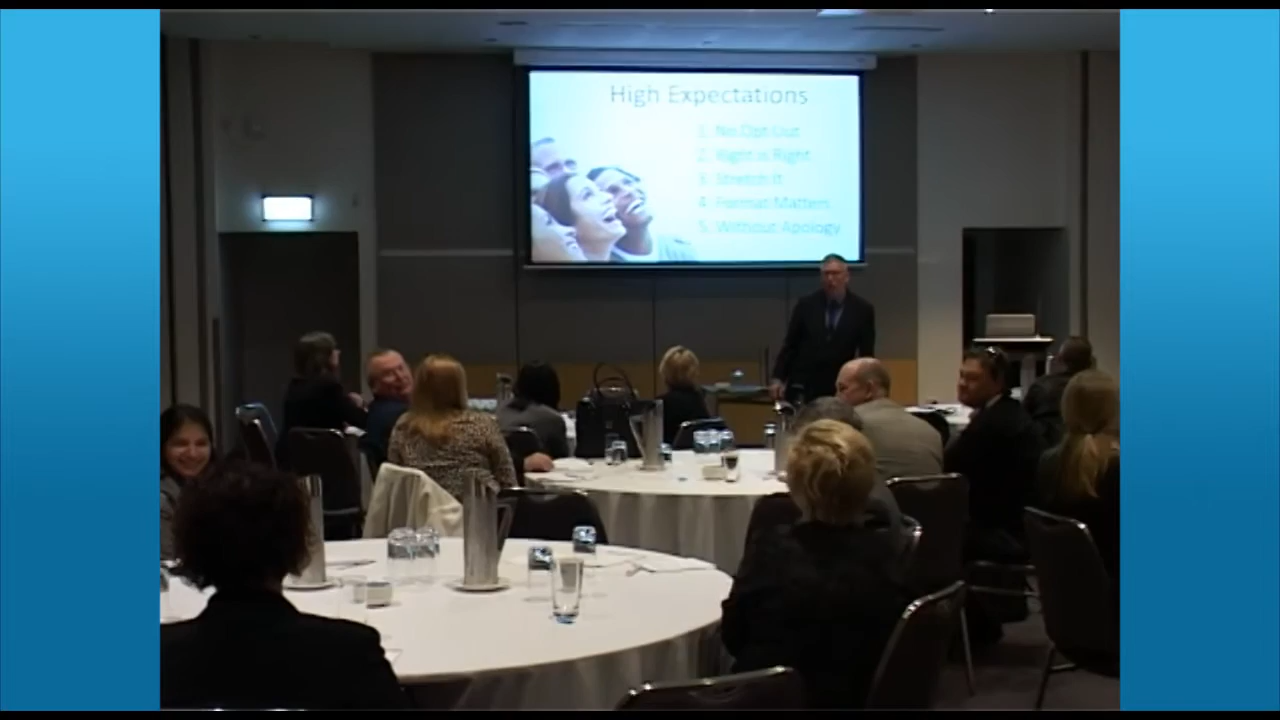 High Expectations
1. No Opt Out
2. Right is Right
3. Stretch It
4. Format Matters
5. Without Apology